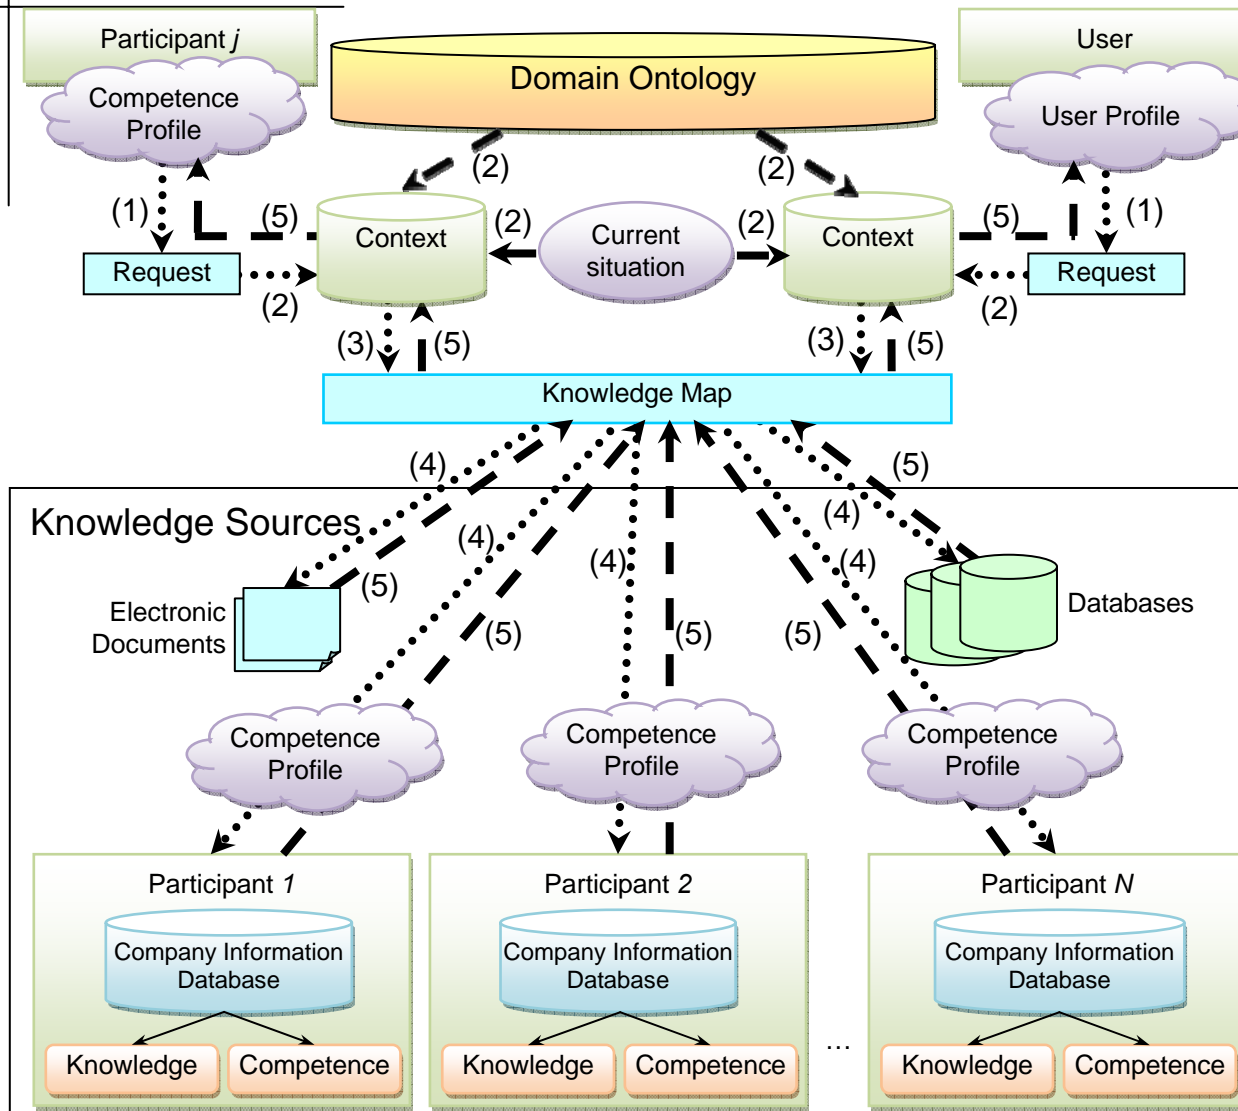 Participant j
Domain Ontology
User
Competence
Profile
User Profile
(2)
(2)
(1)
(5)
(2)
(2)
(5)
(1)
Context
Current
situation
Context
Request
Request
(2)
(2)
(3)
(5)
(3)
(5)
Knowledge Map
(4)
(5)
Knowledge Sources
(4)
(4)
(4)
(4)
(5)
(5)
(5)
(5)
Electronic
Documents
Databases
Competence
Profile
Competence
Profile
Competence
Profile
Participant 1
Participant 2
Participant N
Company Information
Database
Company Information
Database
Company Information
Database
Knowledge
Competence
Knowledge
Competence
...
Knowledge
Competence